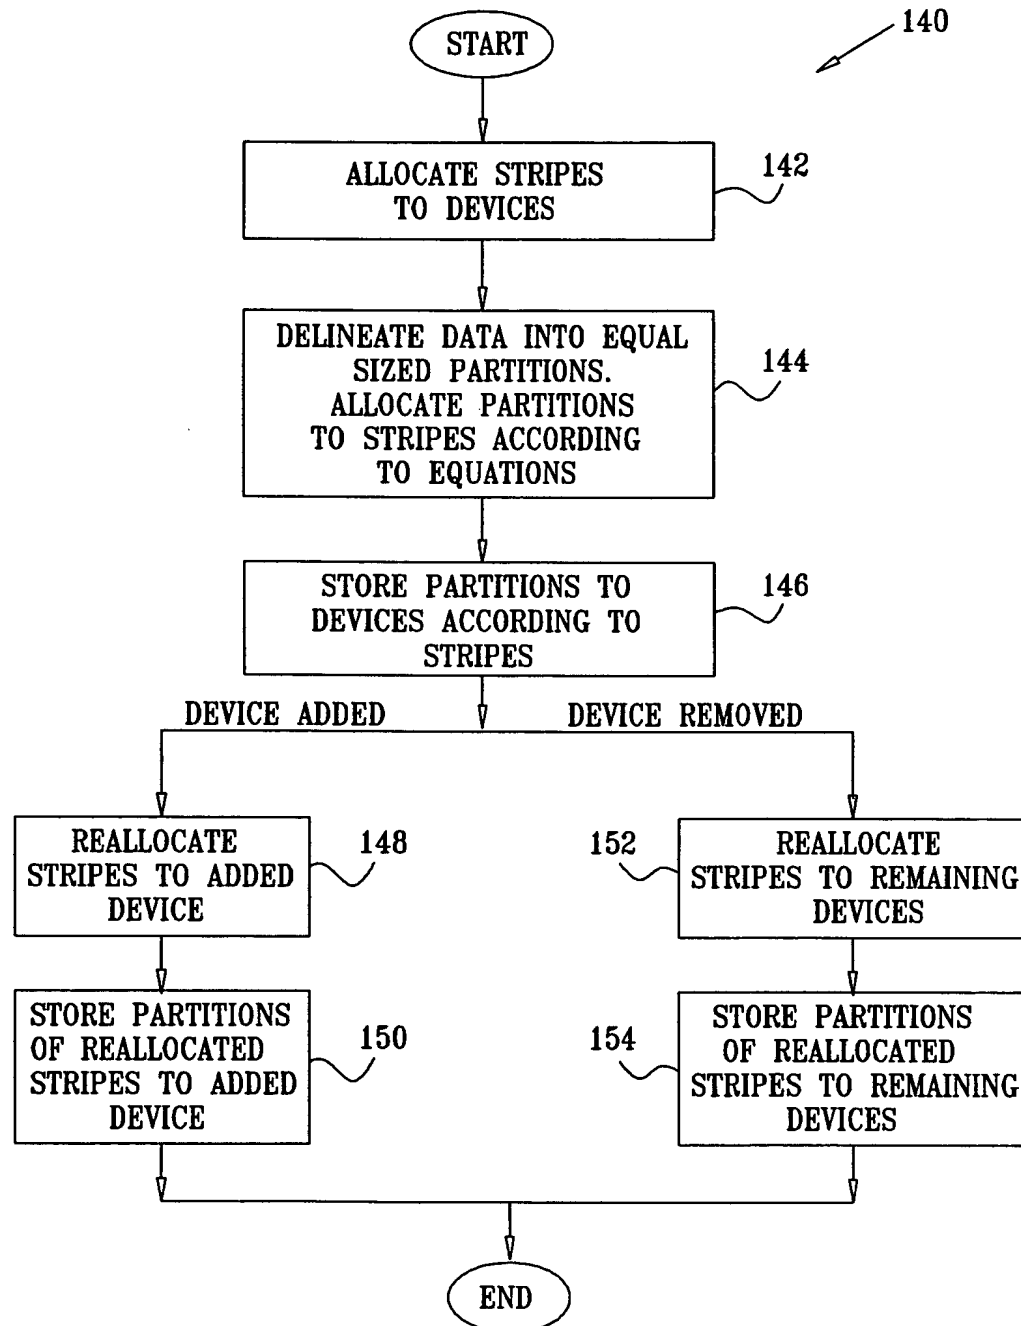 START
140
ALLOCATE STRIPES
TO DEVICES
142
DELINEATE DATA INTO EQUAL
SIZED PARTITIONS.
ALLOCATE PARTITIONS
TO STRIPES ACCORDING
TO EQUATIONS
144
STORE PARTITIONS TO
DEVICES ACCORDING TO
STRIPES
146
DEVICE ADDED
DEVICE REMOVED
REALLOCATE
STRIPES TO ADDED
DEVICE
148
152
REALLOCATE
STRIPES TO REMAINING
DEVICES
STORE PARTITIONS
OF REALLOCATED
STRIPES TO ADDED
DEVICE
150
154
STORE PARTITIONS
OF REALLOCATED
STRIPES TO REMAINING
DEVICES
END